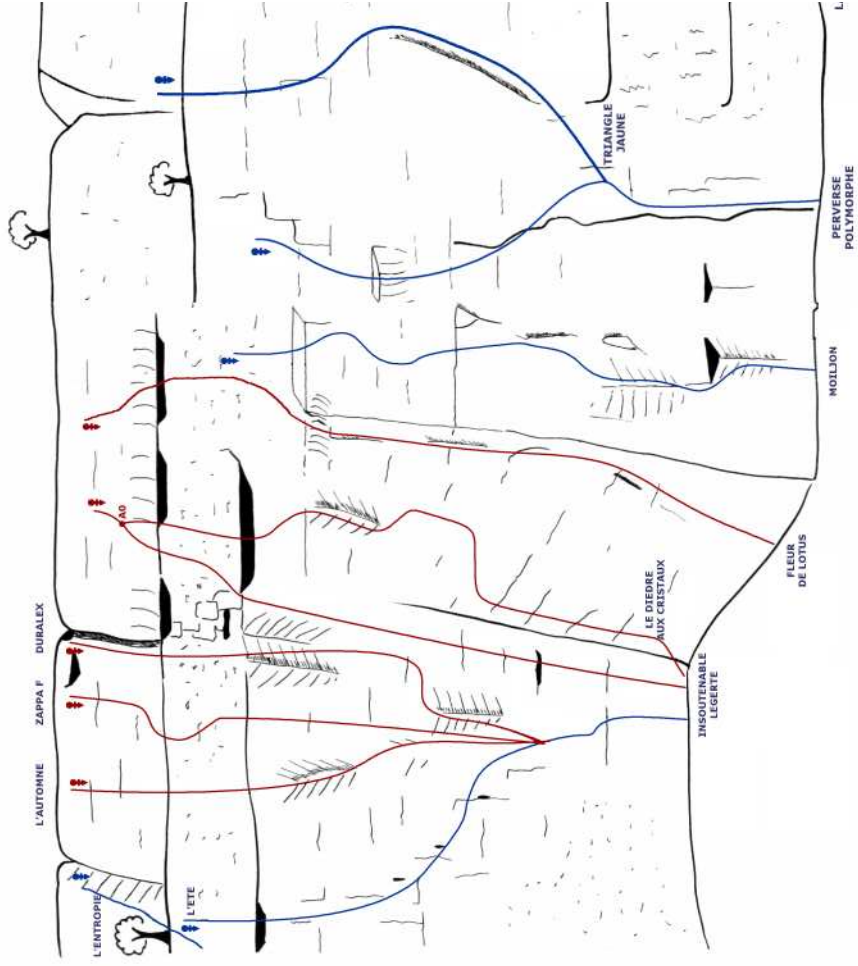 L'ENTROPIE
L'ETE
L'AUTOMNE
ZAPPA F
DURALEX
A0
INSOUTENABLE
LEGERTE
LE DIEDRE
AUX CRISTAUX
FLEUR
DE LOTUS
MOILJON
TRIANGLE
JAUNE
PERVERSE
POLYMORPHE